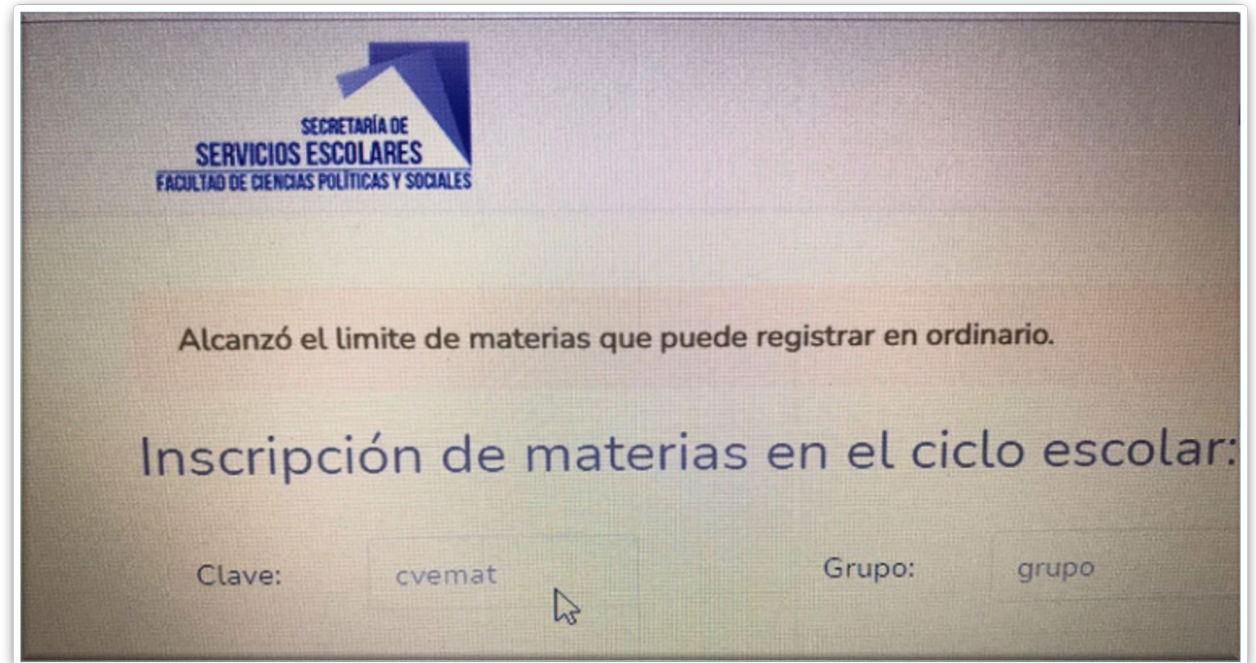 SECRETARÍA DE
SERVICIOS ESCOLARES
FACULTAD DE CIENCIAS POLÍTICAS Y SOCIALES
Alcanzó el limite de materias que puede registrar en ordinario.
Inscripción de materias en el ciclo escolar:
Clave: cvemat Grupo: grupo